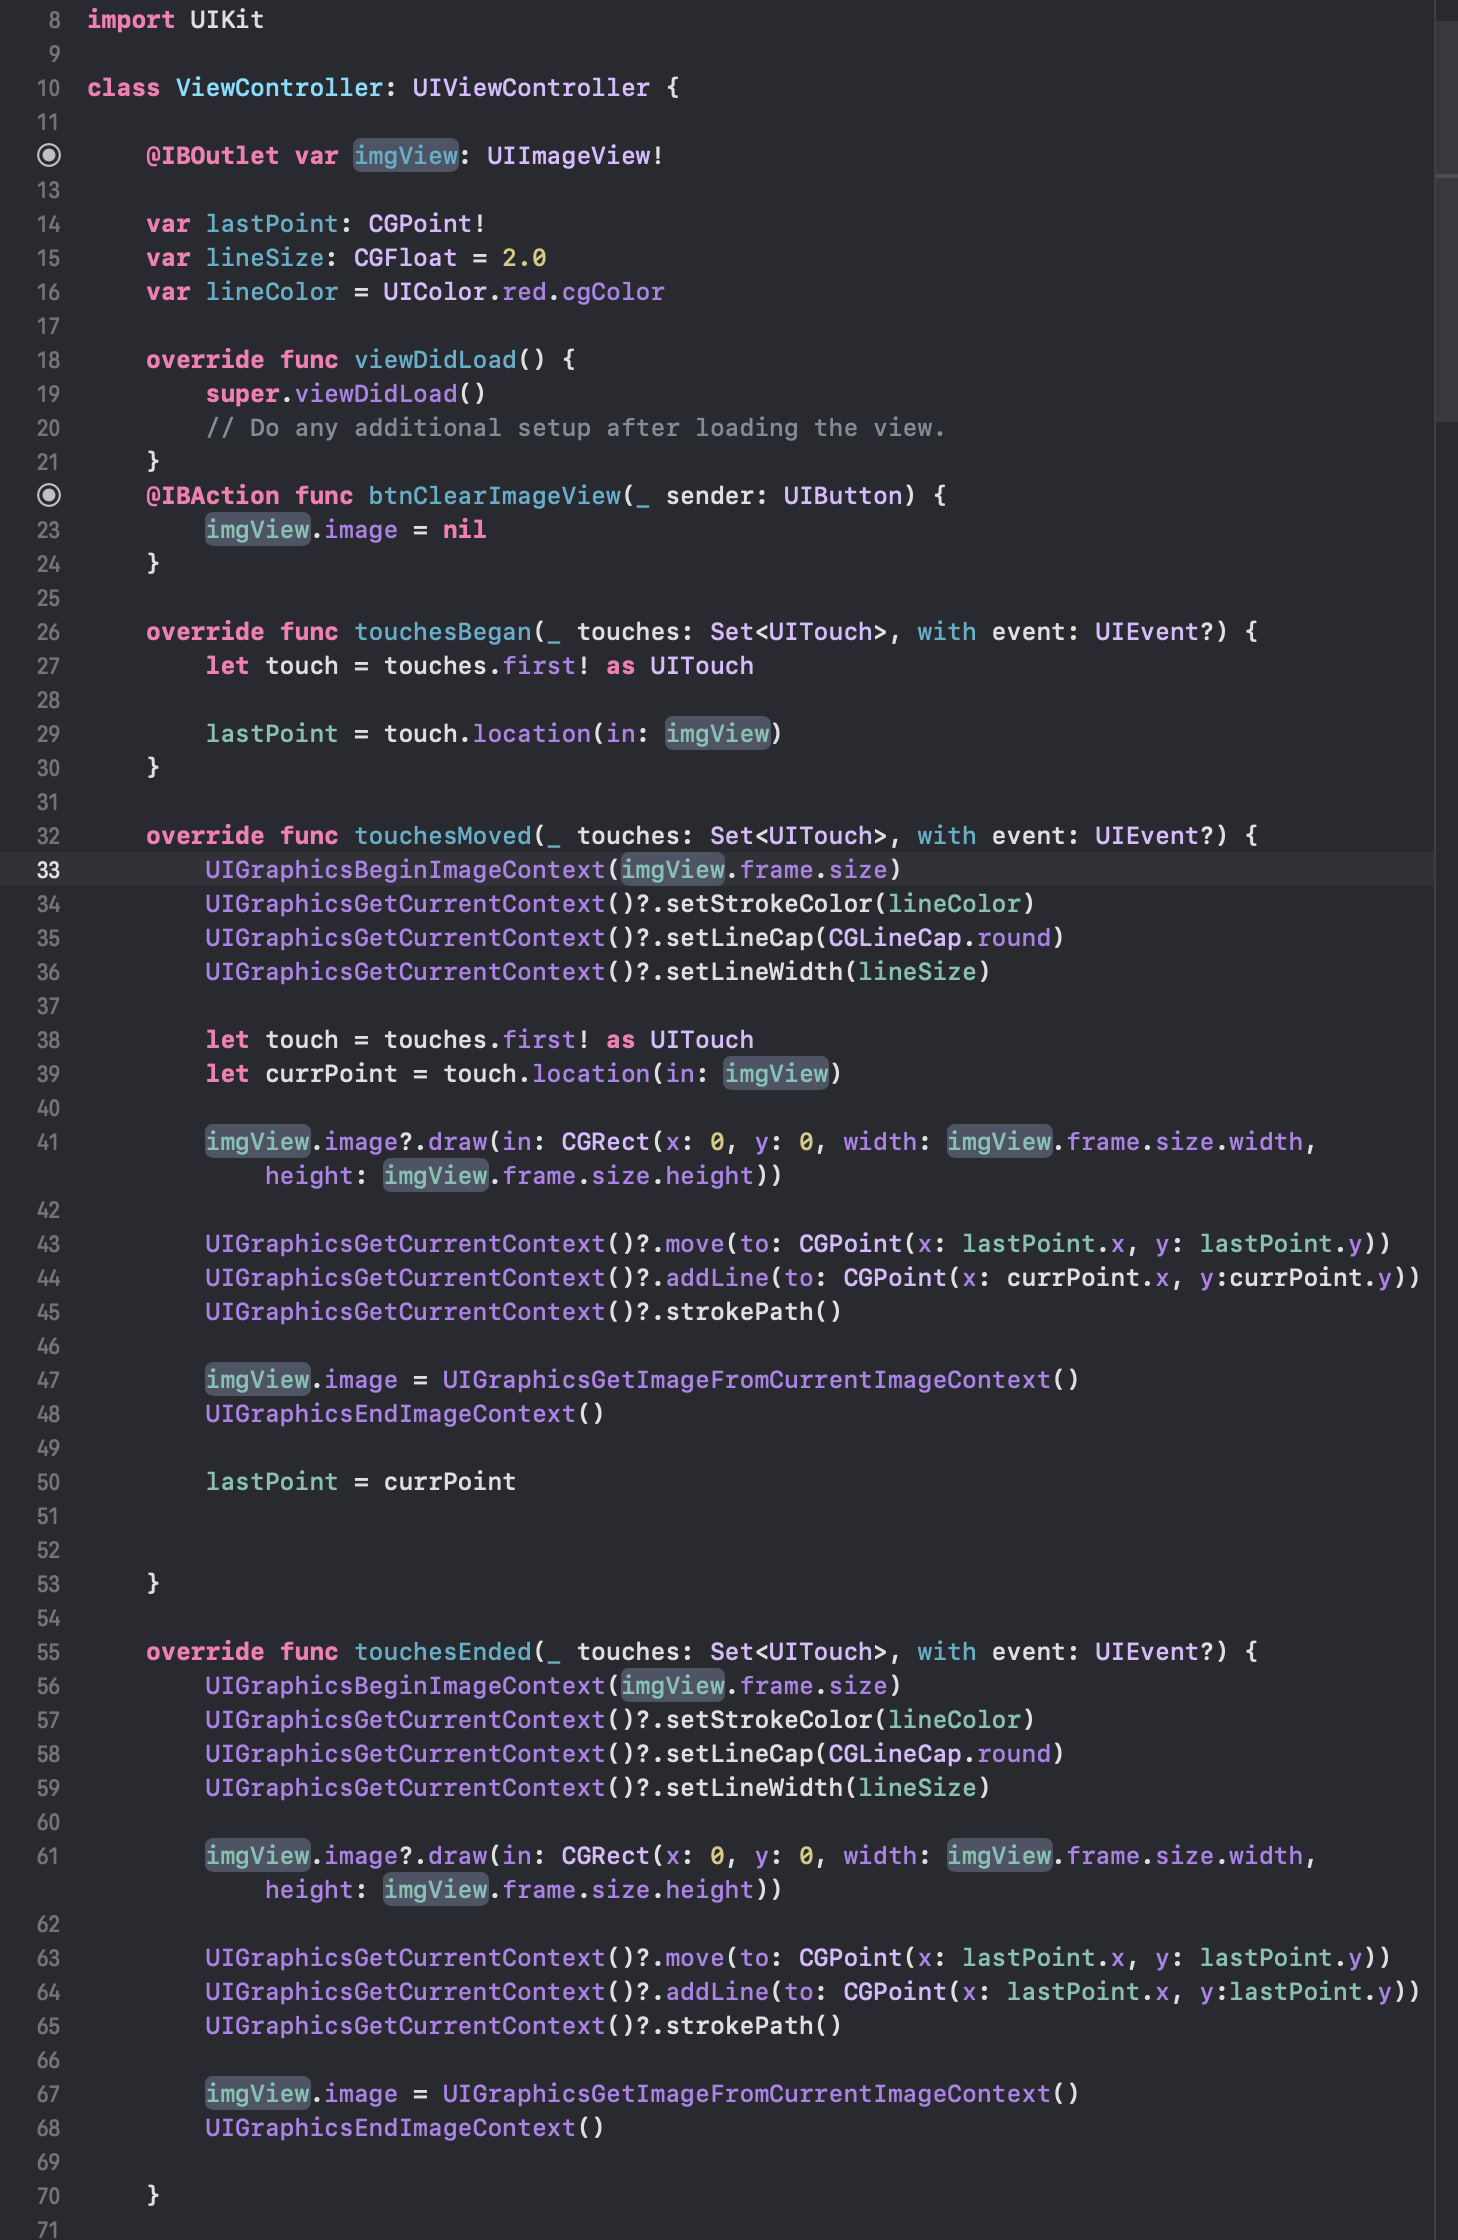 8 import UIKit
9
10 class ViewController: UIViewController {
11
@IBOutlet var imgView: UIImageView!
13
14 var lastPoint: CGPoint!
15 var lineSize: CGFloat = 2.0
16 var lineColor = UIColor.red.cgColor
17
18 override func viewDidLoad() {
19 super.viewDidLoad()
20 // Do any additional setup after loading the view.
21 }
@IBAction func btnClearImageView(_ sender: UIButton) {
23 imgView.image = nil
24 }
25
26 override func touchesBegan(_ touches: Set<UITouch>, with event: UIEvent?) {
27 let touch = touches.first! as UITouch
28
29 lastPoint = touch.location(in: imgView)
30 }
31
32 override func touchesMoved(_ touches: Set<UITouch>, with event: UIEvent?) {
33 UIGraphicsBeginImageContext(imgView.frame.size)
34 UIGraphicsGetCurrentContext()?.setStrokeColor(lineColor)
35 UIGraphicsGetCurrentContext()?.setLineCap(CGLineCap.round)
36 UIGraphicsGetCurrentContext()?.setLineWidth(lineSize)
37
38 let touch = touches.first! as UITouch
39 let currPoint = touch.location(in: imgView)
40
41 imgView.image?.draw(in: CGRect(x: 0, y: 0, width: imgView.frame.size.width,
height: imgView.frame.size.height))
42
43 UIGraphicsGetCurrentContext()?.move(to: CGPoint(x: lastPoint.x, y: lastPoint.y))
44 UIGraphicsGetCurrentContext()?.addLine(to: CGPoint(x: currPoint.x, y:currPoint.y))
45 UIGraphicsGetCurrentContext()?.strokePath()
46
47 imgView.image = UIGraphicsGetImageFromCurrentImageContext()
48 UIGraphicsEndImageContext()
49
50 lastPoint = currPoint
51
52
53 }
54
55 override func touchesEnded(_ touches: Set<UITouch>, with event: UIEvent?) {
56 UIGraphicsBeginImageContext(imgView.frame.size)
57 UIGraphicsGetCurrentContext()?.setStrokeColor(lineColor)
58 UIGraphicsGetCurrentContext()?.setLineCap(CGLineCap.round)
59 UIGraphicsGetCurrentContext()?.setLineWidth(lineSize)
60
61 imgView.image?.draw(in: CGRect(x: 0, y: 0, width: imgView.frame.size.width,
height: imgView.frame.size.height))
62
63 UIGraphicsGetCurrentContext()?.move(to: CGPoint(x: lastPoint.x, y: lastPoint.y))
64 UIGraphicsGetCurrentContext()?.addLine(to: CGPoint(x: lastPoint.x, y:lastPoint.y))
65 UIGraphicsGetCurrentContext()?.strokePath()
66
67 imgView.image = UIGraphicsGetImageFromCurrentImageContext()
68 UIGraphicsEndImageContext()
69
70 }
71